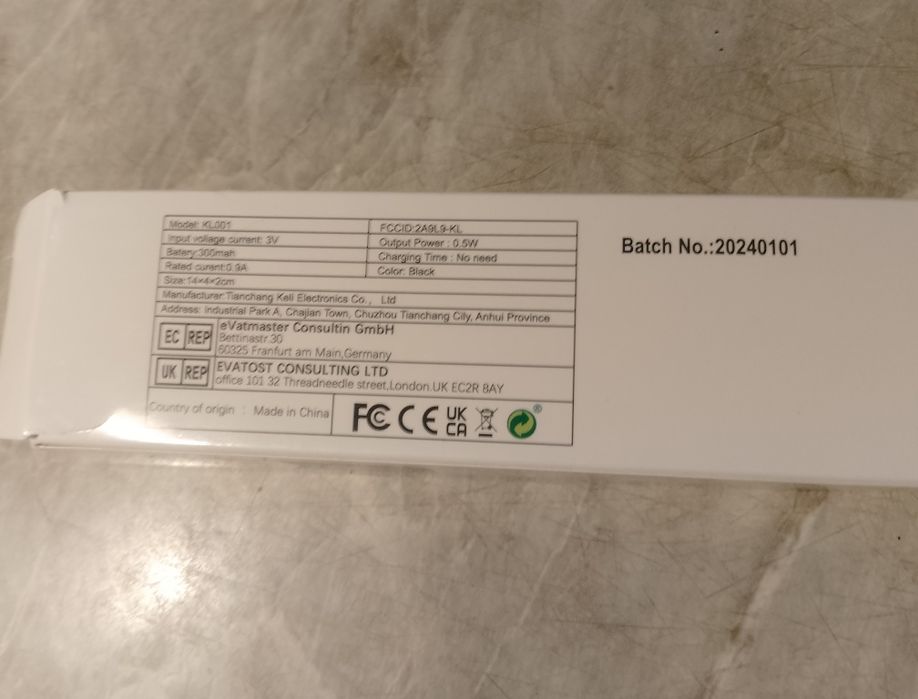 Model: KL001
FCCID:2A9L9-KL
Input voltage current: 3V
Output Power : 0.5W
Batery:300mah
Charging Time : No need
Rated curent:0.9A
Color: Black
Size:14×4×2cm
Manufacturer:Tianchang Keli Electronics Co., Ltd
Address: Industrial Park A, Chajian Town, Chuzhou Tianchang City, Anhui Province
EC REP
eVatmaster Consultin GmbH
Bettinastr.30
60325 Franfurt am Main,Germany
UK REP
EVATOST CONSULTING LTD
office 101 32 Threadneedle street,London.UK EC2R 8AY
Country of origin : Made in China
FC CE UK CA ®
Batch No.:20240101